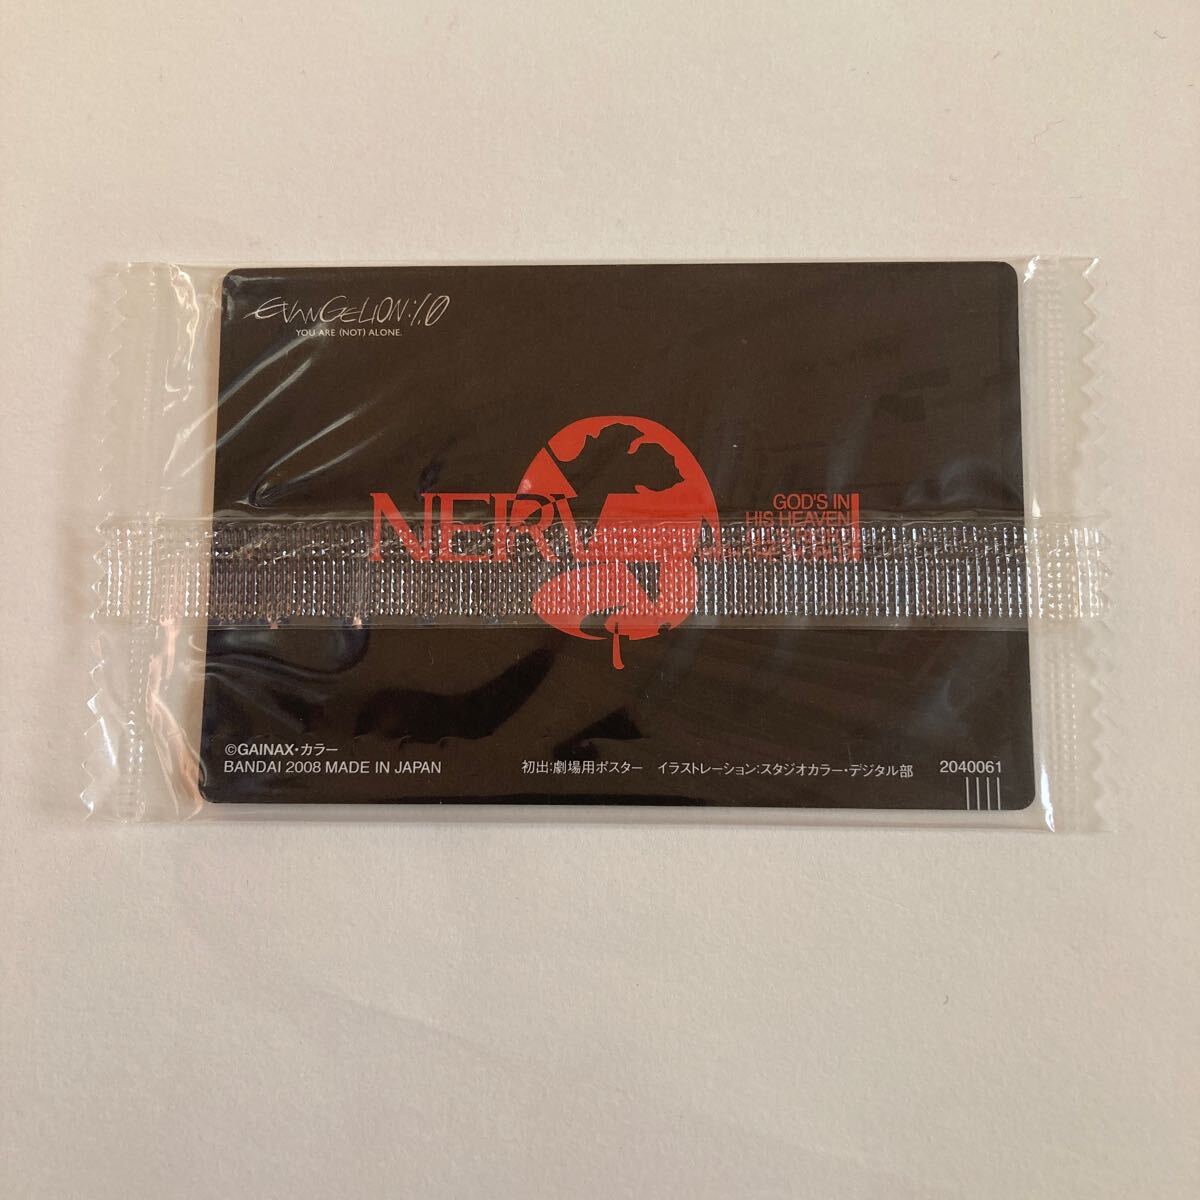 EVANGELION:1.0
YOU ARE (NOT) ALONE.
NERV
GOD'S IN
HIS HEAVEN
©GAINAX・カラー
BANDAI 2008 MADE IN JAPAN
初出:劇場用ポスター イラストレーション:スタジオカラー・デジタル部 2040061